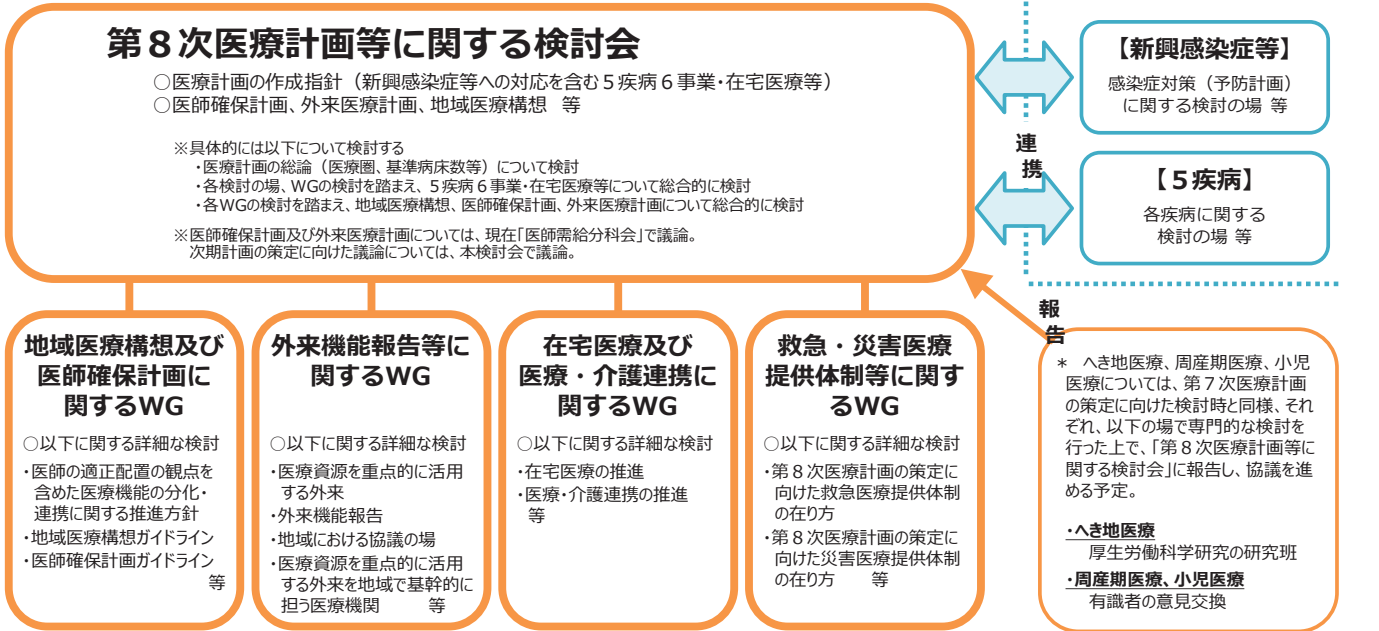 第８次医療計画等に関する検討会
○医療計画の作成指針（新興感染症等への対応を含む５疾病６事業・在宅医療等）
○医師確保計画、外来医療計画、地域医療構想　等
※具体的には以下について検討する
・医療計画の総論（医療圏、基準病床数等）について検討
・各検討の場、WGの検討を踏まえ、５疾病６事業・在宅医療等について総合的に検討
・各WGの検討を踏まえ、地域医療構想、医師確保計画、外来医療計画について総合的に検討
※医師確保計画及び外来医療計画については、現在「医師需給分科会」で議論。
次期計画の策定に向けた議論については、本検討会で議論。
連
携
【新興感染症等】
感染症対策（予防計画）
に関する検討の場 等
【５疾病】
各疾病に関する
検討の場 等
地域医療構想及び
医師確保計画に
関するWG
○以下に関する詳細な検討
・医師の適正配置の観点を
含めた医療機能の分化・
連携に関する推進方針
・地域医療構想ガイドライン
・医師確保計画ガイドライン
等
外来機能報告等に
関するWG
○以下に関する詳細な検討
・医療資源を重点的に活用
する外来
・外来機能報告
・地域における協議の場
・医療資源を重点的に活用
する外来を地域で基幹的に
担う医療機関　　等
在宅医療及び
医療・介護連携に
関するWG
○以下に関する詳細な検討
・在宅医療の推進
・医療・介護連携の推進
等
救急・災害医療
提供体制等に関す
るWG
○以下に関する詳細な検討
・第８次医療計画の策定に
向けた救急医療提供体制
の在り方
・第８次医療計画の策定に
向けた災害医療提供体制
の在り方　　等
報
告
＊　へき地医療、周産期医療、小児
医療については、第７次医療計画
の策定に向けた検討時と同様、それ
ぞれ、以下の場で専門的な検討を
行った上で、「第８次医療計画等に
関する検討会」に報告し、協議を進
める予定。
・へき地医療
厚生労働科学研究の研究班
・周産期医療、小児医療
有識者の意見交換